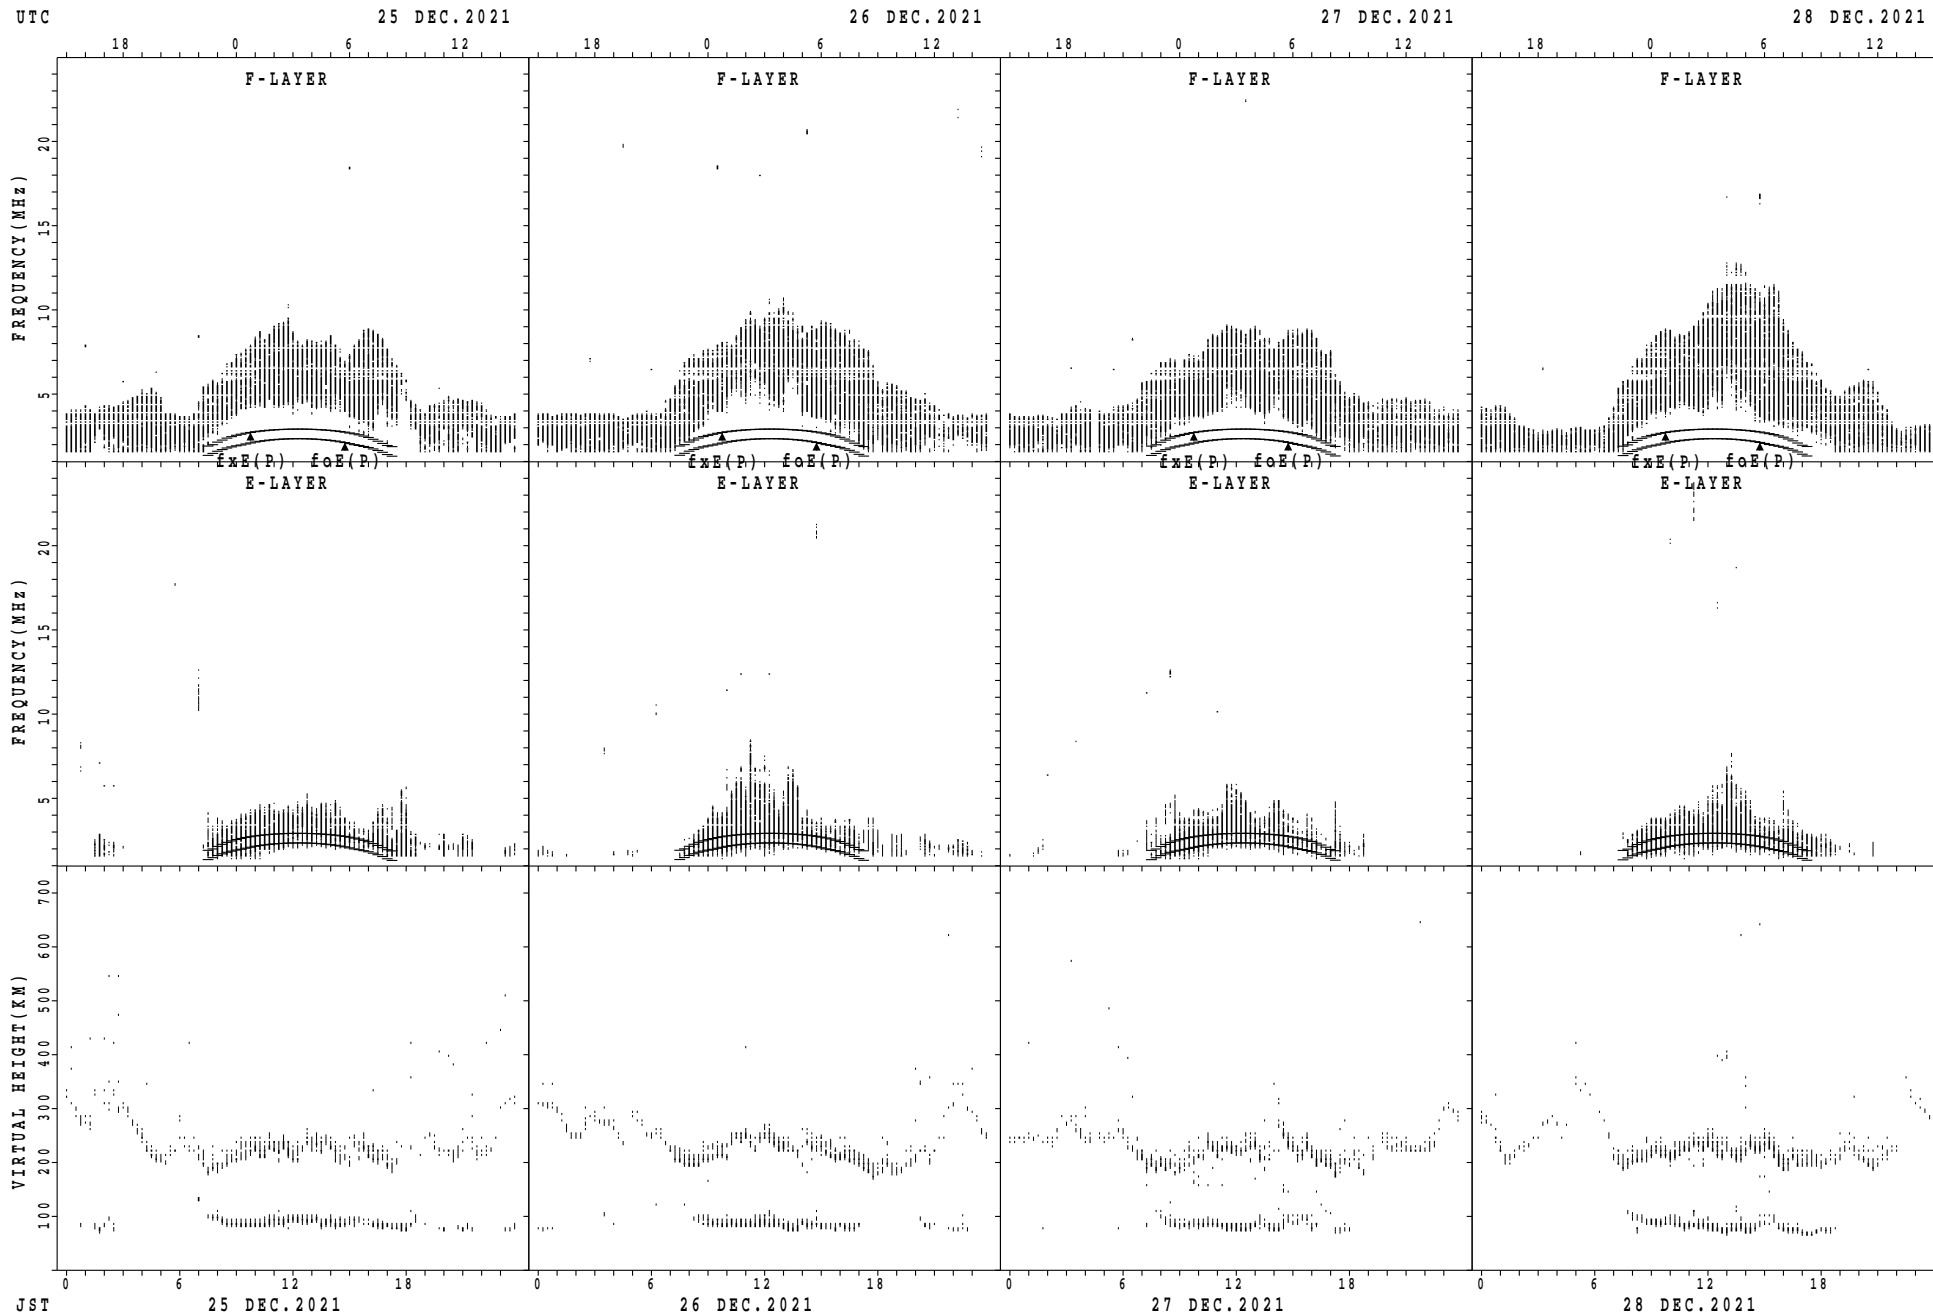 UTC 25 DEC.2021 26 DEC.2021 27 DEC.2021 28 DEC.2021
18 0 6 12 18 0 6 12 18 0 6 12 18 0 6 12
F-LAYER F-LAYER F-LAYER F-LAYER
FREQUENCY(MHz)
20
15
10
5
fxE(P) foE(P) fxE(P) foE(P) fxE(P) foE(P) fxE(P) foE(P)
E-LAYER E-LAYER E-LAYER E-LAYER
FREQUENCY(MHz)
20
15
10
5
VIRTUAL HEIGHT(KM)
700
600
500
400
300
200
100
0 6 12 18 0 6 12 18 0 6 12 18 0 6 12 18
JST 25 DEC.2021 26 DEC.2021 27 DEC.2021 28 DEC.2021